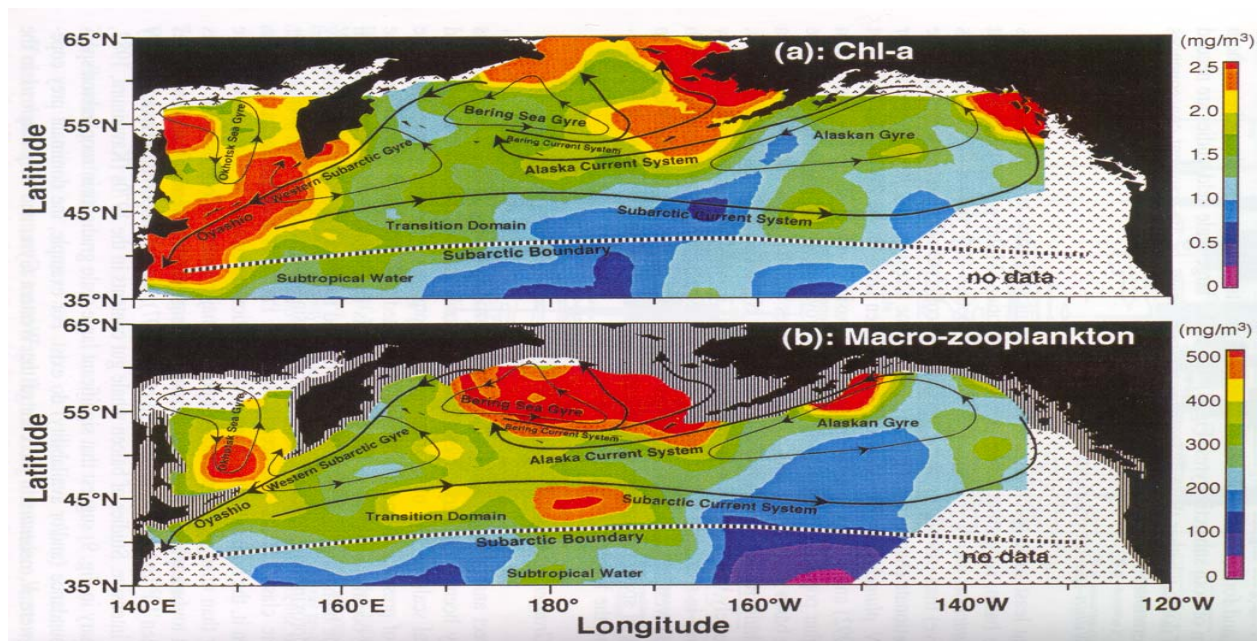 65°N
(a): Chl-a
(mg/m³)
2.5
2.0
1.5
1.0
0.5
0
55°N
45°N
35°N
Latitude
Okhotsk Sea Gyre
Bering Sea Gyre
Bering Current System
Alaskan Gyre
Western Subarctic Gyre
Alaska Current System
Oyashio
Subarctic Current System
Transition Domain
Subarctic Boundary
Subtropical Water
no data
65°N
(b): Macro-zooplankton
(mg/m³)
500
400
300
200
100
0
55°N
45°N
35°N
Latitude
Okhotsk Sea Gyre
Bering Sea Gyre
Bering Current System
Alaskan Gyre
Western Subarctic Gyre
Alaska Current System
Oyashio
Subarctic Current System
Transition Domain
Subarctic Boundary
no data
Subtropical Water
140°E 160°E 180° 160°W 140°W 120°W
Longitude